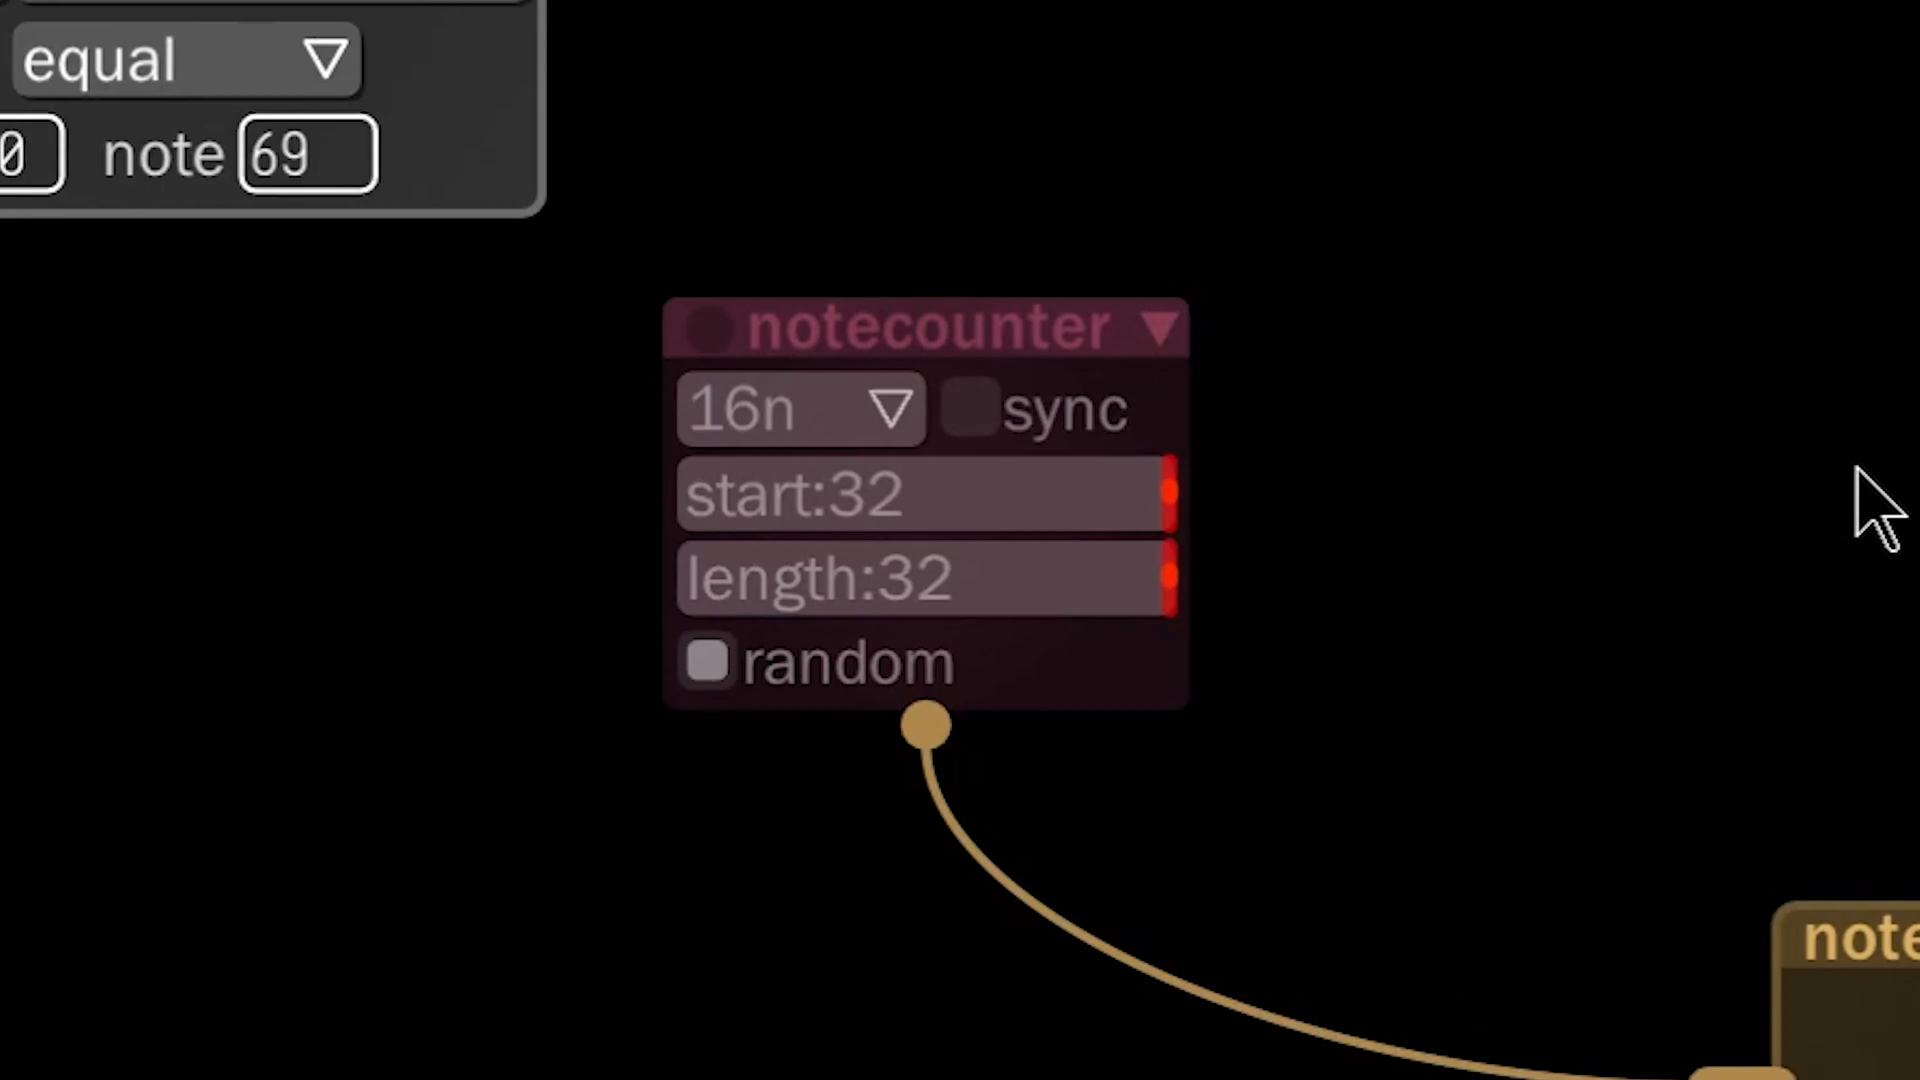 equal
0 note 69
notecounter
16n sync
start:32
length:32
random
note